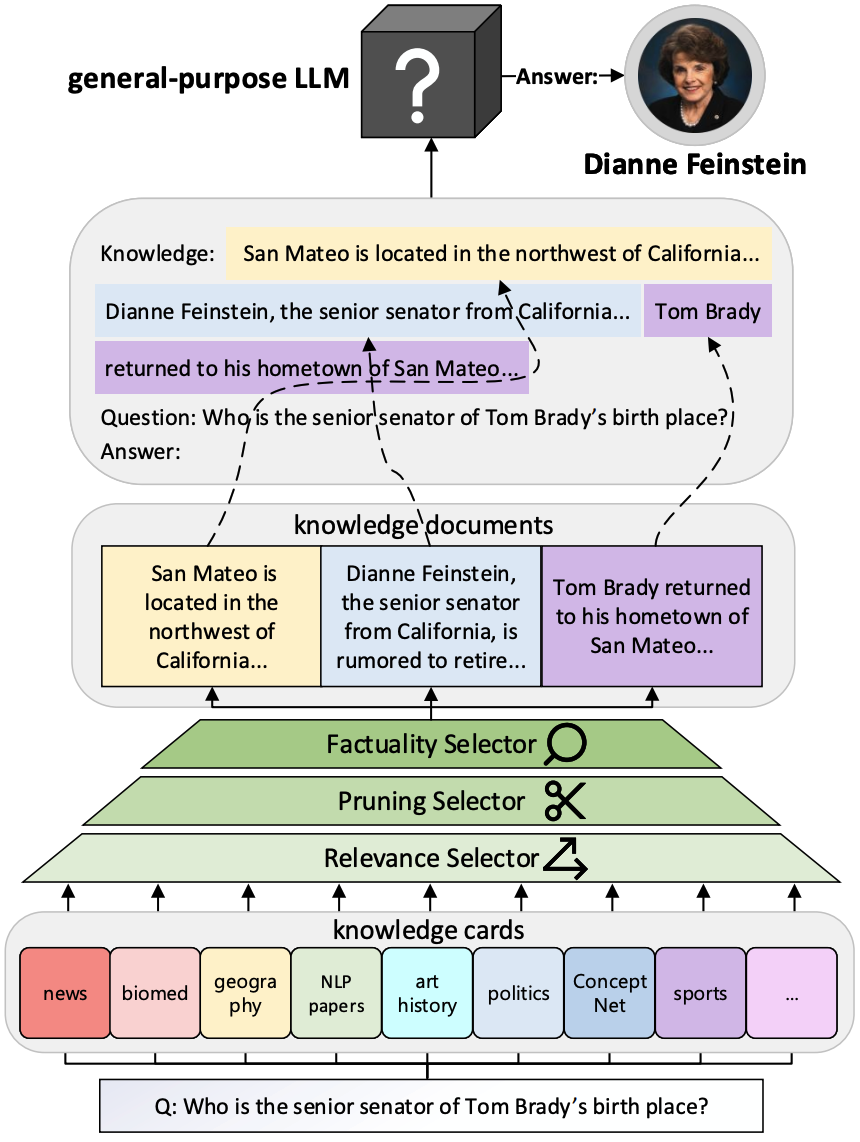 general-purpose LLM
?
Answer:
Dianne Feinstein
Knowledge: San Mateo is located in the northwest of California...
Dianne Feinstein, the senior senator from California... Tom Brady
returned to his hometown of San Mateo...
Question: Who is the senior senator of Tom Brady’s birth place?
Answer:
knowledge documents
San Mateo is
located in the
northwest of
California...
Dianne Feinstein,
the senior senator
from California, is
rumored to retire...
Tom Brady returned
to his hometown of
San Mateo...
Factuality Selector
Pruning Selector
Relevance Selector
knowledge cards
news
biomed
geogra
phy
NLP
papers
art
history
politics
Concept
Net
sports
...
Q: Who is the senior senator of Tom Brady’s birth place?